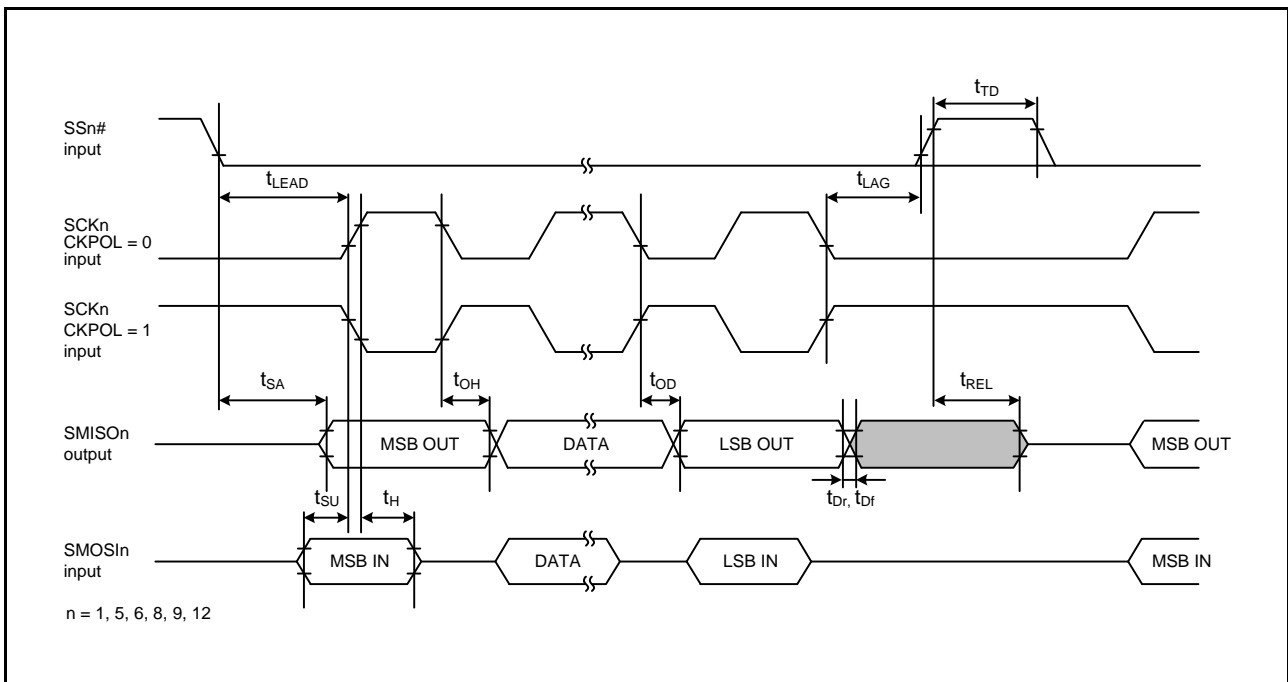 tTD
SSn#
input
tLEAD
tLAG
SCKn
CKPOL = 0
input
SCKn
CKPOL = 1
input
tSA
tOH
tOD
tREL
SMISOn
output
MSB OUT
DATA
LSB OUT
MSB OUT
tSU
tH
tDr, tDf
SMOSIn
input
MSB IN
DATA
LSB IN
MSB IN
n = 1, 5, 6, 8, 9, 12